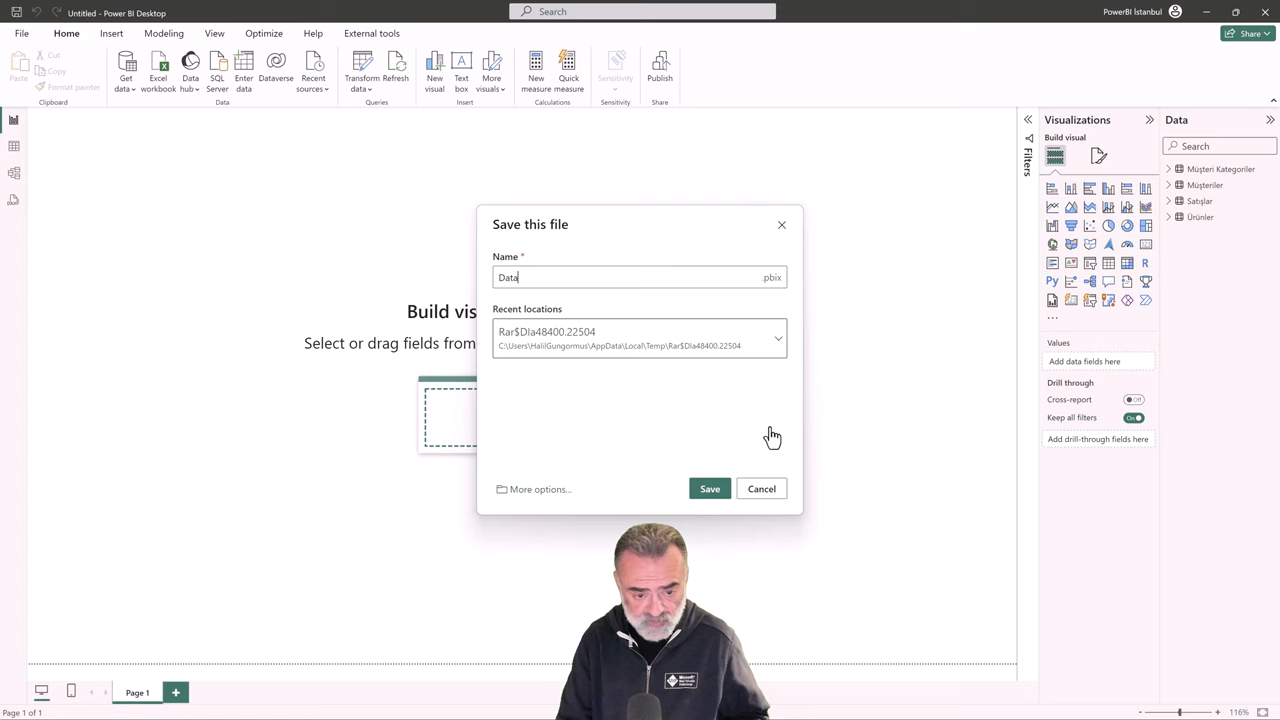 Untitled - Power BI Desktop
Search
PowerBI İstanbul
File Home Insert Modeling View Optimize Help External tools
Share
Paste
Cut
Copy
Format painter
Get data
Excel workbook
Data hub
SQL Server
Enter data
Dataverse
Recent sources
Transform data
Refresh
New visual
Text box
More visuals
New measure
Quick measure
Sensitivity
Publish
Clipboard
Data
Queries
Insert
Calculations
Sensitivity
Share
Filters
Visualizations
Build visual
Values
Add data fields here
Drill through
Cross-report
Off
Keep all filters
On
Add drill-through fields here
Data
Search
Müşteri Kategoriler
Müşteriler
Satışlar
Ürünler
Build vis
Select or drag fields from
Save this file
Name *
Data
.pbix
Recent locations
Rar$DIa48400.22504
C:\Users\HalilGungormus\AppData\Local\Temp\Rar$DIa48400.22504
More options...
Save
Cancel
Page 1
Page 1 of 1
116%